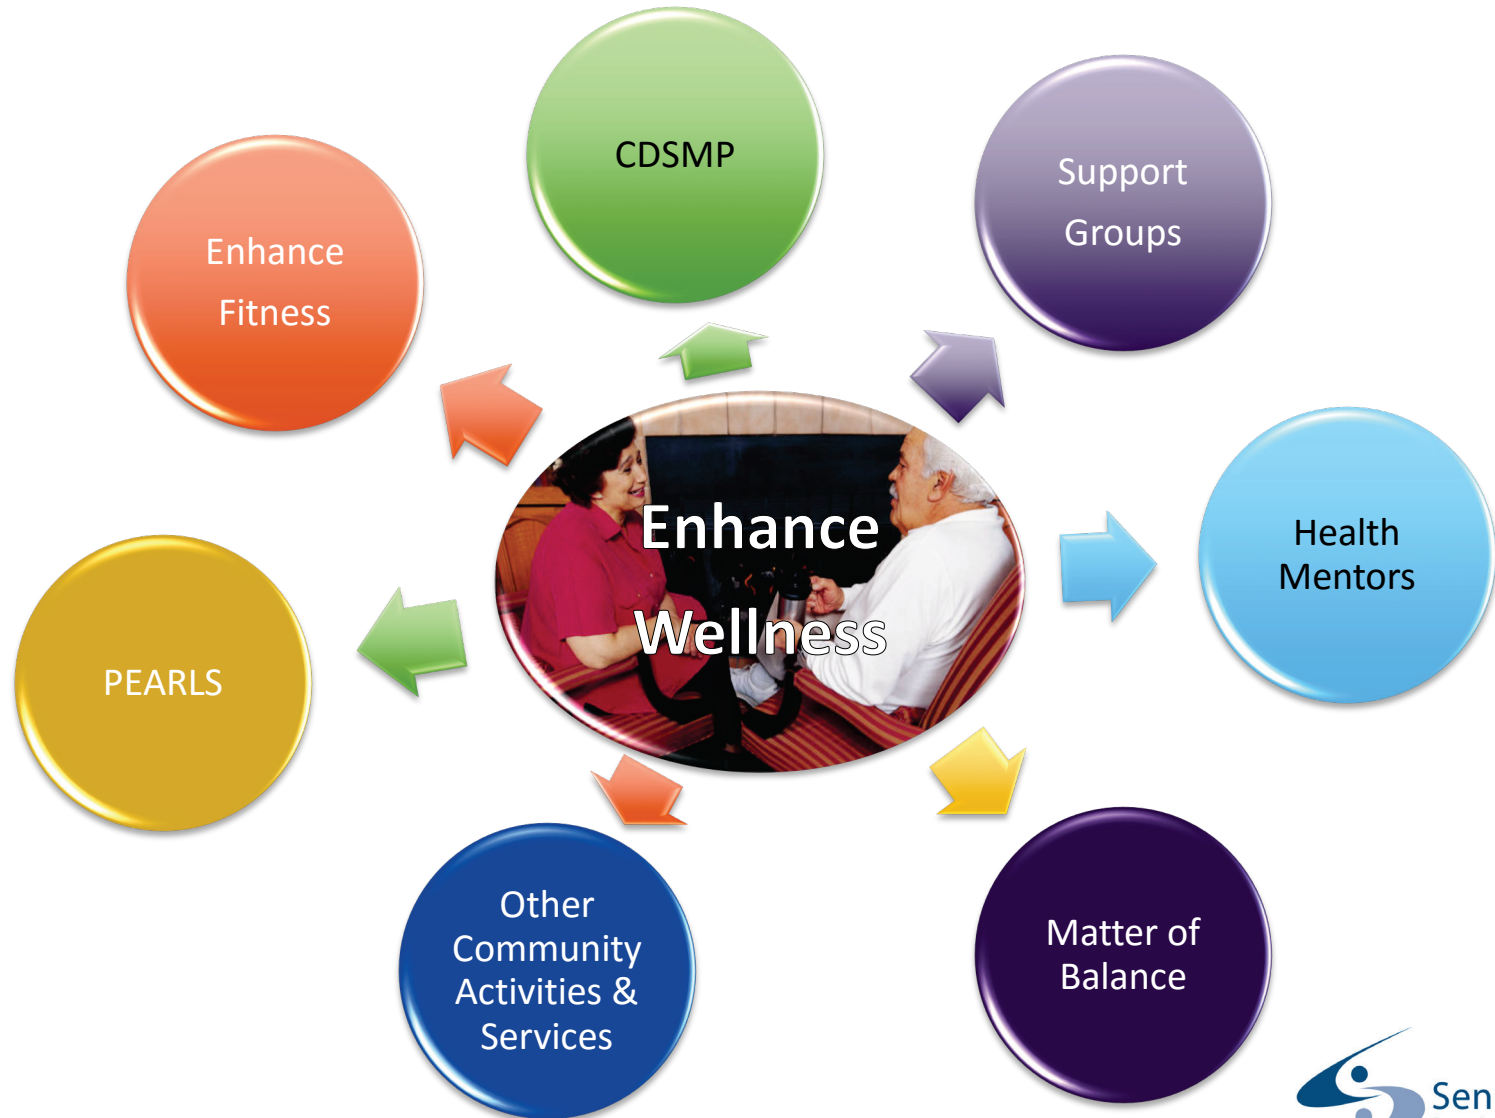 CDSMP
Support
Groups
Enhance
Fitness
Enhance
Wellness
Health
Mentors
PEARLS
Other
Community
Activities &
Services
Matter of
Balance
Sen